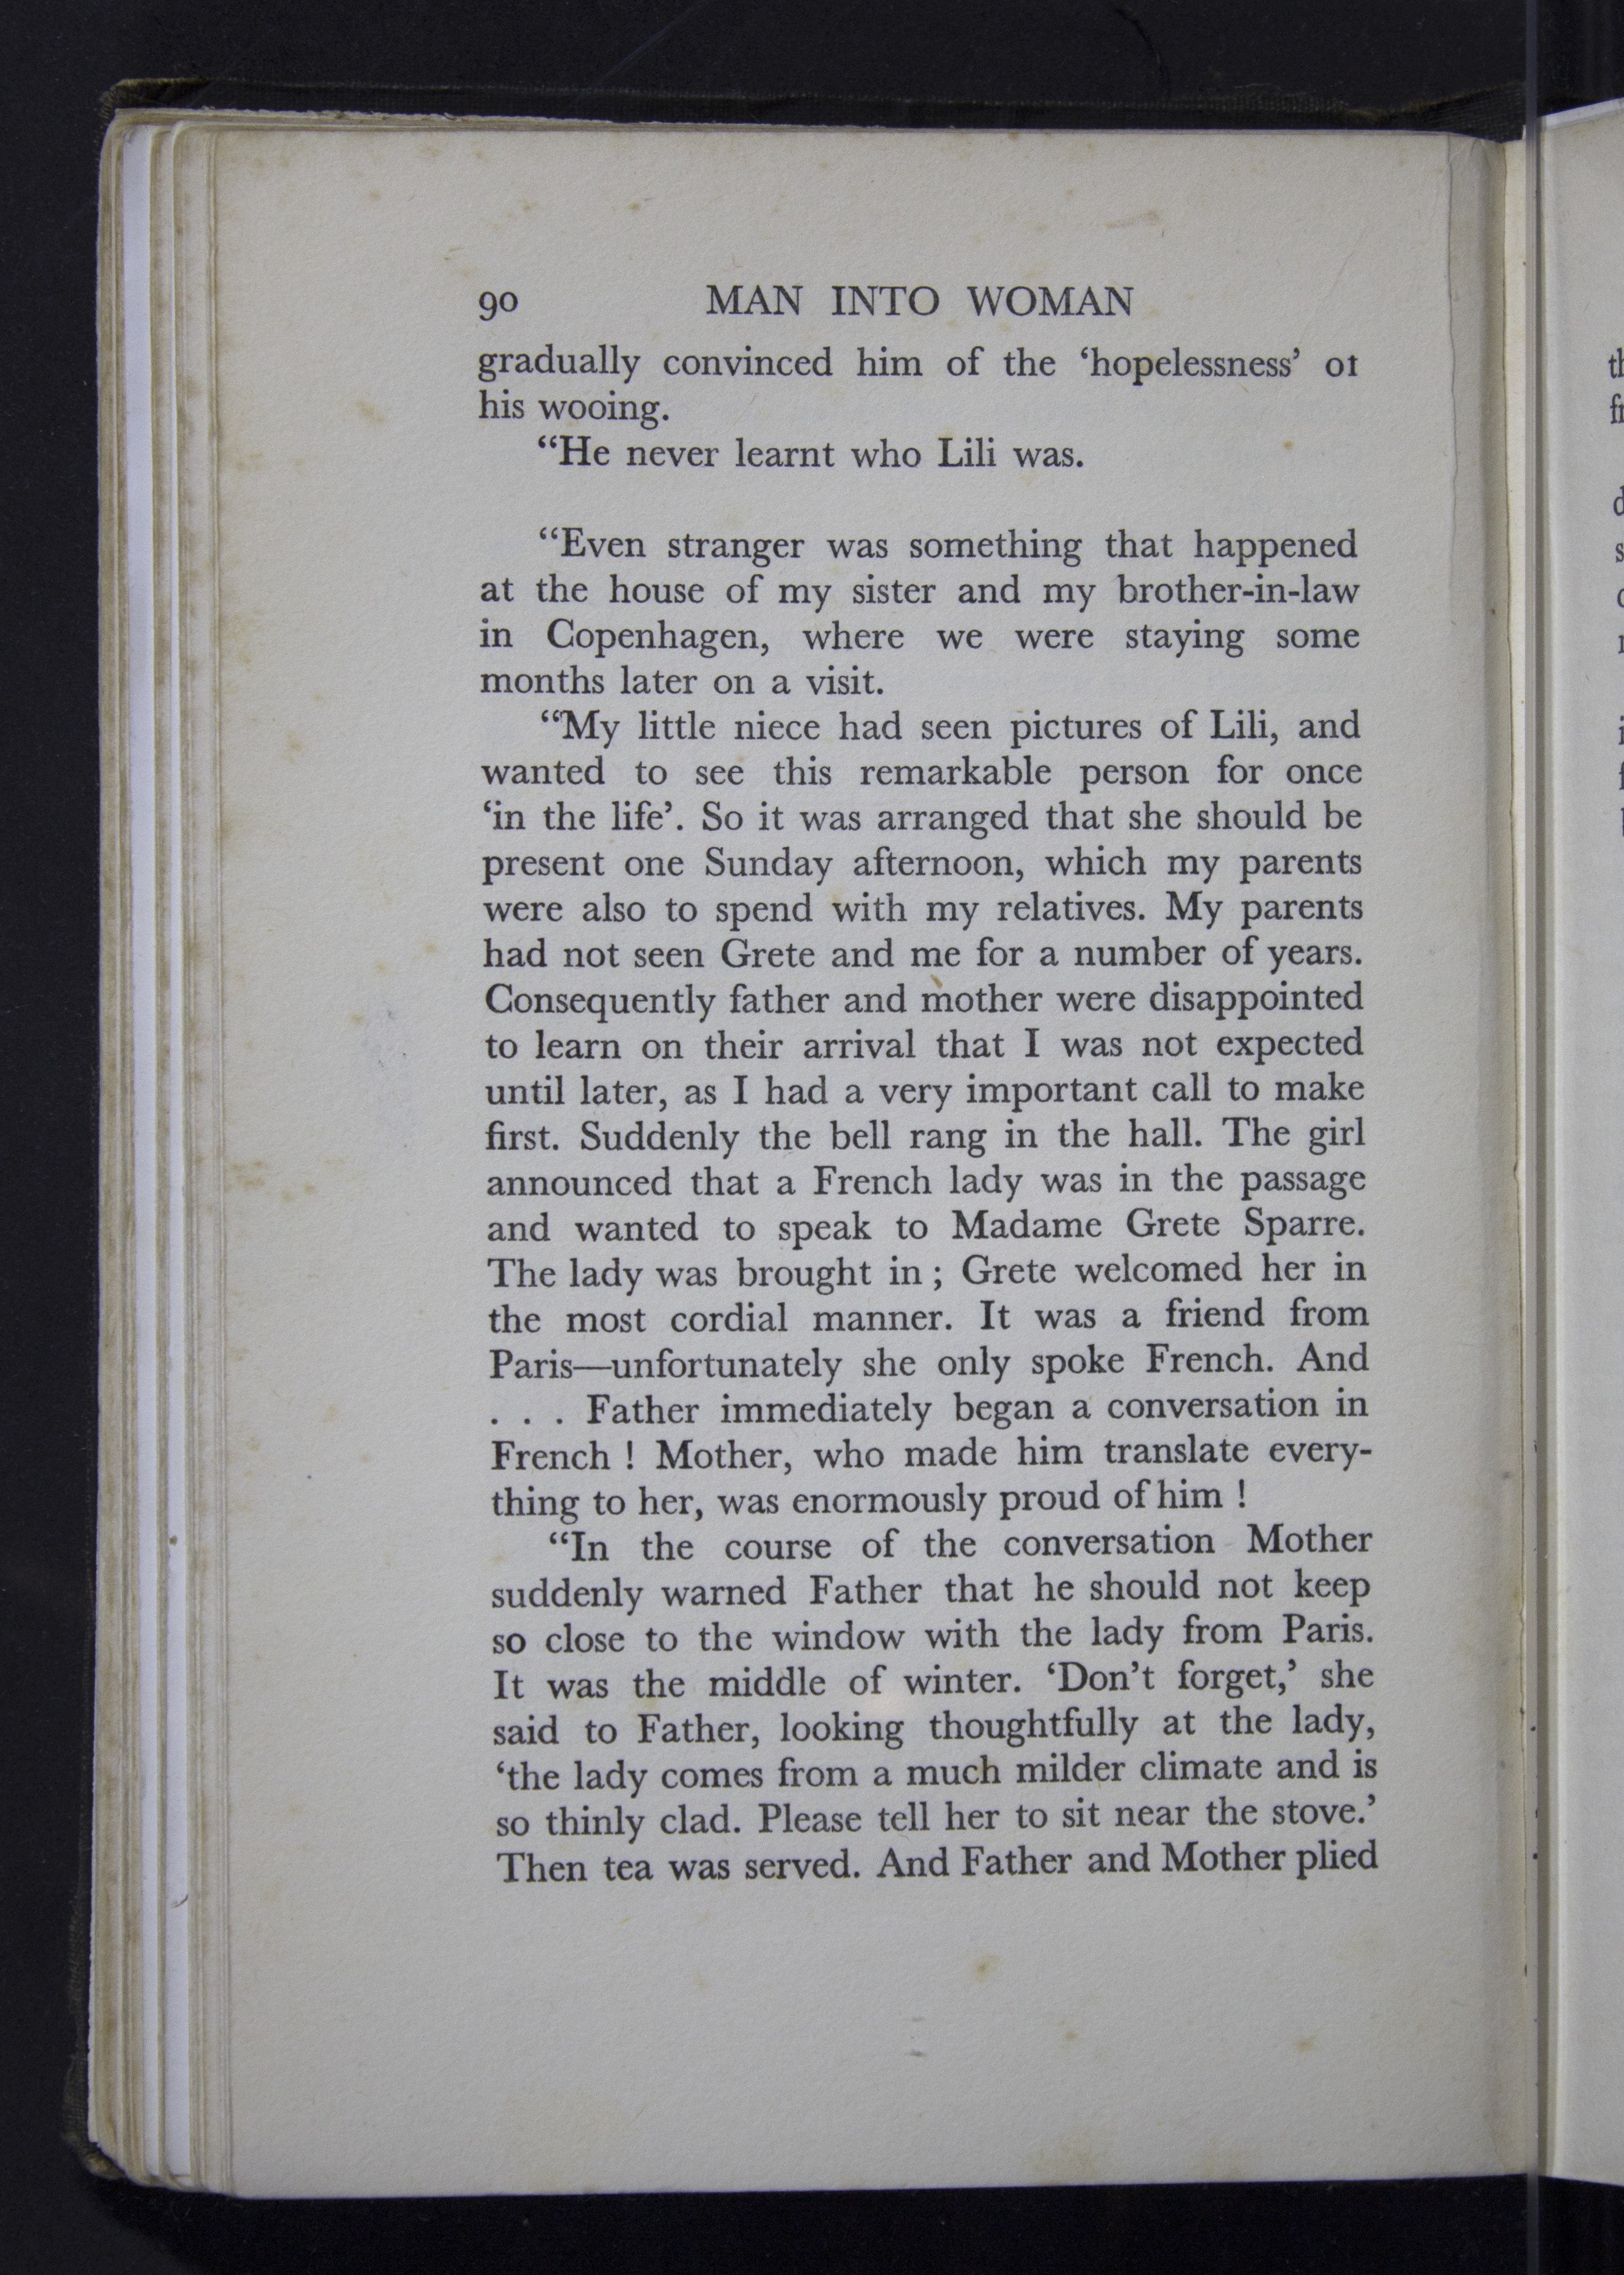 90 MAN INTO WOMAN
gradually convinced him of the ‘hopelessness’ of
his wooing.
“He never learnt who Lili was.
“Even stranger was something that happened
at the house of my sister and my brother-in-law
in Copenhagen, where we were staying some
months later on a visit.
“My little niece had seen pictures of Lili, and
wanted to see this remarkable person for once
‘in the life’. So it was arranged that she should be
present one Sunday afternoon, which my parents
were also to spend with my relatives. My parents
had not seen Grete and me for a number of years.
Consequently father and mother were disappointed
to learn on their arrival that I was not expected
until later, as I had a very important call to make
first. Suddenly the bell rang in the hall. The girl
announced that a French lady was in the passage
and wanted to speak to Madame Grete Sparre.
The lady was brought in ; Grete welcomed her in
the most cordial manner. It was a friend from
Paris—unfortunately she only spoke French. And
. . . Father immediately began a conversation in
French ! Mother, who made him translate every-
thing to her, was enormously proud of him !
“In the course of the conversation Mother
suddenly warned Father that he should not keep
so close to the window with the lady from Paris.
It was the middle of winter. ‘Don’t forget,’ she
said to Father, looking thoughtfully at the lady,
‘the lady comes from a much milder climate and is
so thinly clad. Please tell her to sit near the stove.’
Then tea was served. And Father and Mother plied